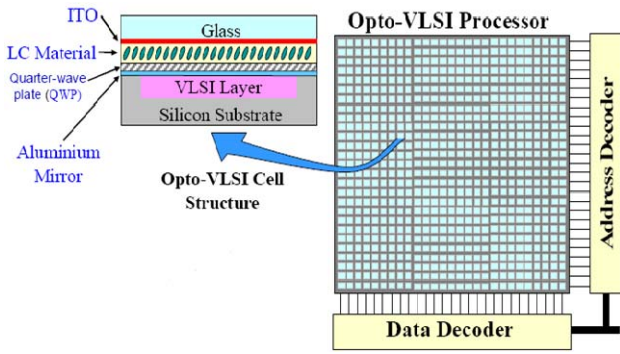 ITO
LC Material
Quarter-wave
plate (QWP)
Aluminium
Mirror
Glass
VLSI Layer
Silicon Substrate
Opto-VLSI Cell
Structure
Opto-VLSI Processor
Address Decoder
Data Decoder